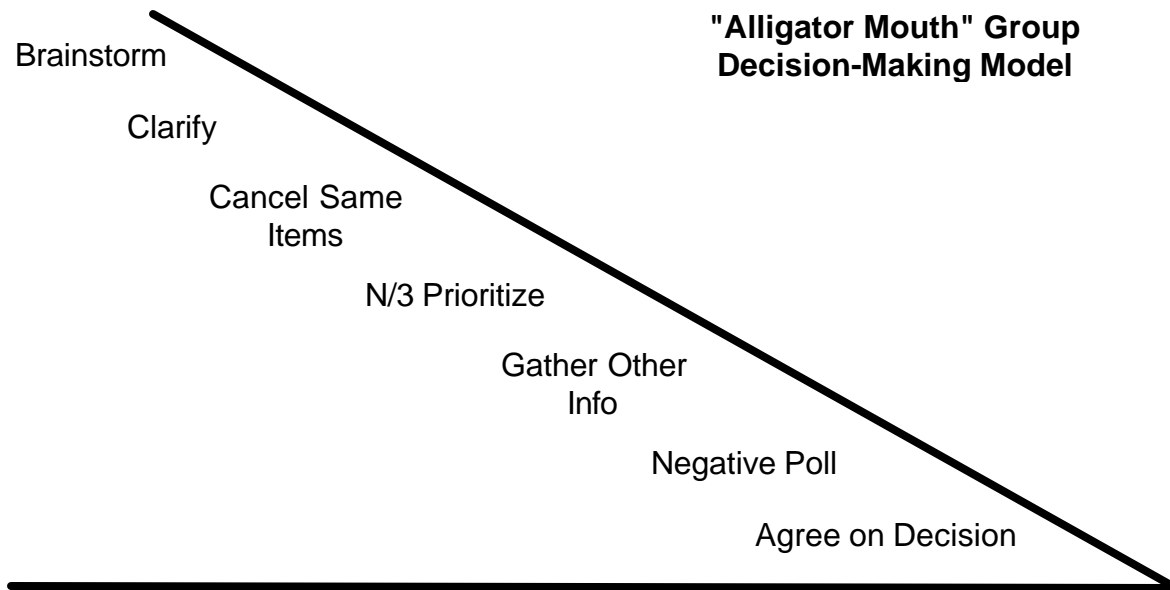 "Alligator Mouth" Group
Decision-Making Model
Brainstorm
Clarify
Cancel Same
Items
N/3 Prioritize
Gather Other
Info
Negative Poll
Agree on Decision